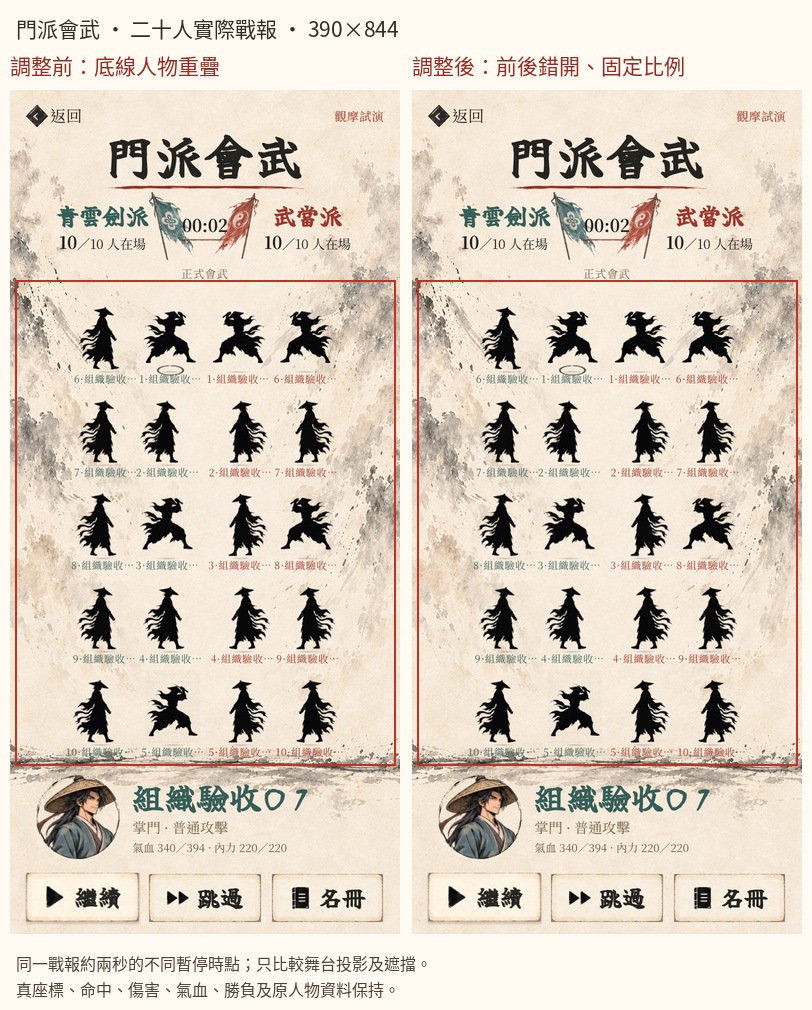 門派會武 · 二十人實際戰報 · 390×844
調整前：底線人物重疊
調整後：前後錯開、固定比例
返回
觀摩試演
門派會武
青雲劍派
00:02
武當派
10／10 人在場
10／10 人在場
正式會武
6·組織驗收… 1·組織驗收… 1·組織驗收… 6·組織驗收…
7·組織驗收… 2·組織驗收… 2·組織驗收… 7·組織驗收…
8·組織驗收… 3·組織驗收… 3·組織驗收… 8·組織驗收…
9·組織驗收… 4·組織驗收… 4·組織驗收… 9·組織驗收…
10·組織驗收… 5·組織驗收… 5·組織驗收… 10·組織驗收…
組織驗收07
掌門 · 普通攻擊
氣血 340／394 · 內力 220／220
繼續
跳過
名冊
返回
觀摩試演
門派會武
青雲劍派
00:02
武當派
10／10 人在場
10／10 人在場
正式會武
6·組織驗收… 1·組織驗收… 1·組織驗收… 6·組織驗收…
7·組織驗收… 2·組織驗收… 2·組織驗收… 7·組織驗收…
8·組織驗收… 3·組織驗收… 3·組織驗收… 8·組織驗收…
9·組織驗收… 4·組織驗收… 4·組織驗收… 9·組織驗收…
10·組織驗收… 5·組織驗收… 5·組織驗收… 10·組織驗收…
組織驗收07
掌門 · 普通攻擊
氣血 340／394 · 內力 220／220
繼續
跳過
名冊
同一戰報約兩秒的不同暫停時點；只比較舞台投影及遮擋。
真座標、命中、傷害、氣血、勝負及原人物資料保持。